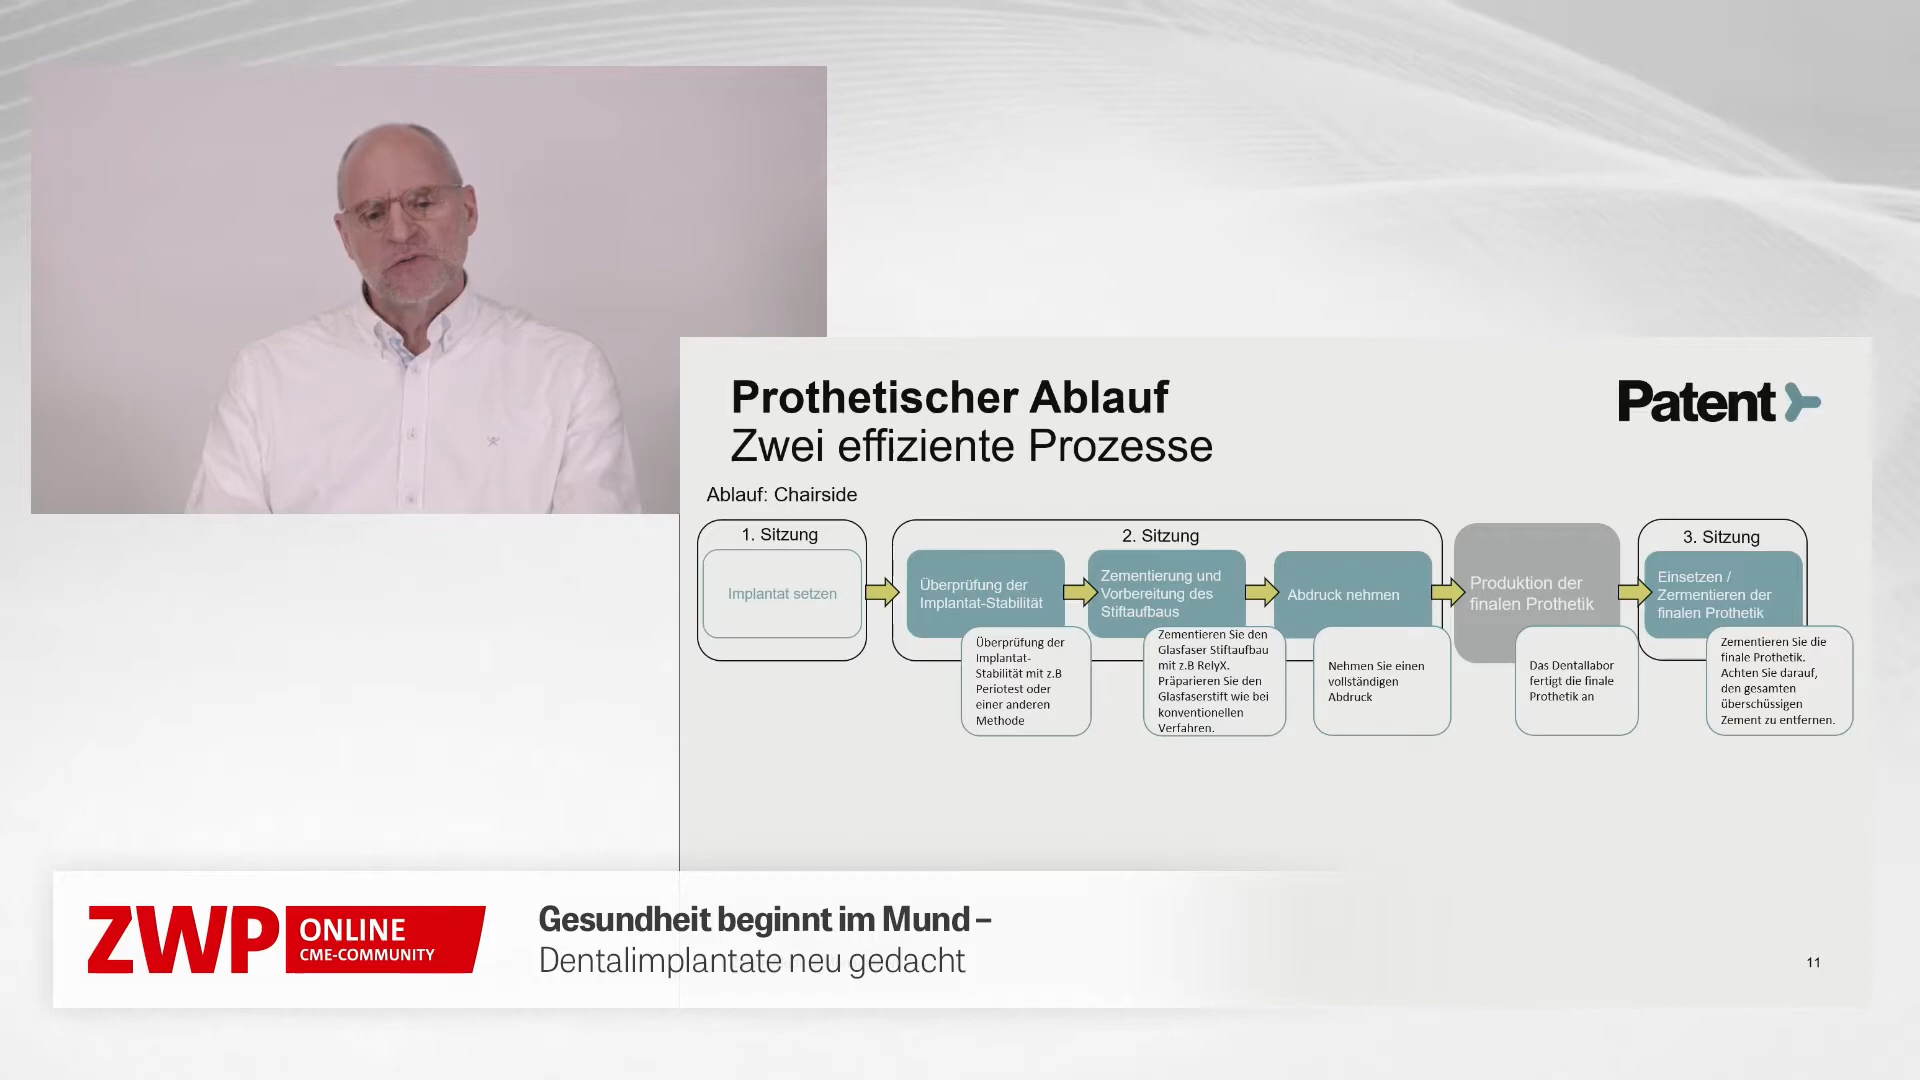 Prothetischer Ablauf
Zwei effiziente Prozesse
Patent
Ablauf: Chairside
1. Sitzung
Implantat setzen
2. Sitzung
Überprüfung der
Implantat-Stabilität
Überprüfung der
Implantat-
Stabilität mit z.B
Periotest oder
einer anderen
Methode
Zementierung und
Vorbereitung des
Stiftaufbaus
Zementieren Sie den
Glasfaser Stiftaufbau
mit z.B RelyX.
Präparieren Sie den
Glasfaserstift wie bei
konventionellen
Verfahren.
Abdruck nehmen
Nehmen Sie einen
vollständigen
Abdruck
Produktion der
finalen Prothetik
Das Dentallabor
fertigt die finale
Prothetik an
3. Sitzung
Einsetzen /
Zermentieren der
finalen Prothetik
Zementieren Sie die
finale Prothetik.
Achten Sie darauf,
den gesamten
überschüssigen
Zement zu entfernen.
ZWP ONLINE
CME-COMMUNITY
Gesundheit beginnt im Mund –
Dentalimplantate neu gedacht
11